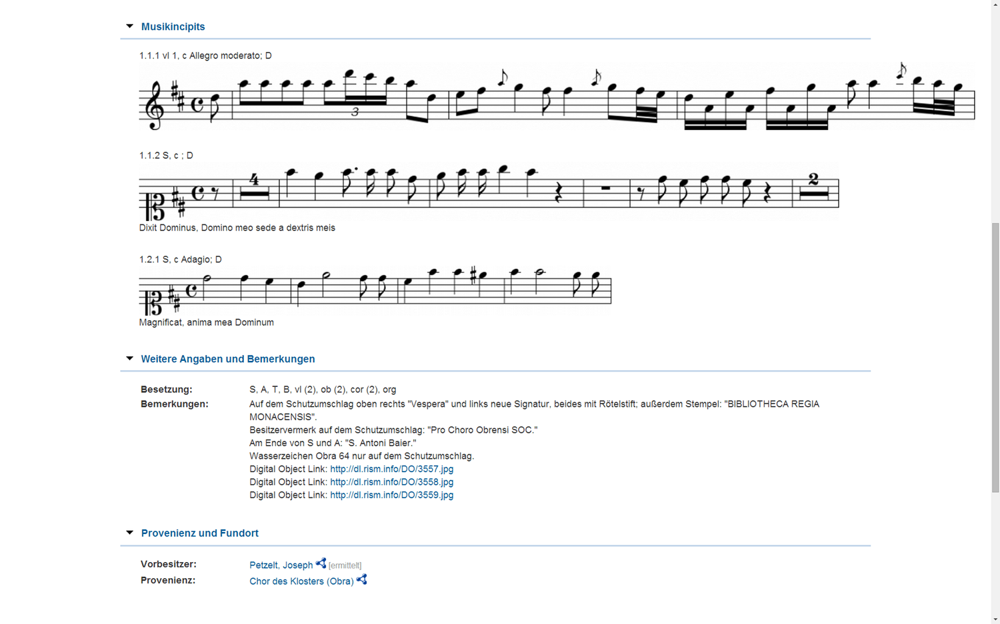 Musikincipits
1.1.1 vl 1, c Allegro moderato; D
3
1.1.2 S, c ; D
4
2
Dixit Dominus, Domino meo sede a dextris meis
1.2.1 S, c Adagio; D
Magnificat, anima mea Dominum
Weitere Angaben und Bemerkungen
Besetzung: S, A, T, B, vl (2), ob (2), cor (2), org
Bemerkungen: Auf dem Schutzumschlag oben rechts "Vespera" und links neue Signatur, beides mit Rötelstift; außerdem Stempel: "BIBLIOTHECA REGIA
MONACENSIS".
Besitzervermerk auf dem Schutzumschlag: "Pro Choro Obrensi SOC."
Am Ende von S und A: "S. Antoni Baier."
Wasserzeichen Obra 64 nur auf dem Schutzumschlag.
Digital Object Link: http://dl.rism.info/DO/3557.jpg
Digital Object Link: http://dl.rism.info/DO/3558.jpg
Digital Object Link: http://dl.rism.info/DO/3559.jpg
Provenienz und Fundort
Vorbesitzer: Petzelt, Joseph [ermittelt]
Provenienz: Chor des Klosters (Obra)